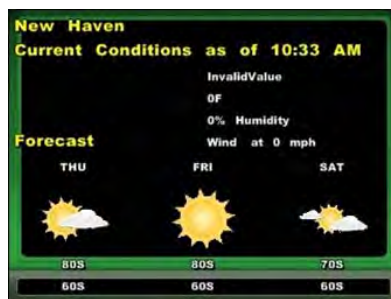 New Haven
Current Conditions as of 10:33 AM
InvalidValue
0F
0% Humidity
Wind at 0 mph
Forecast
THU FRI SAT
80S 80S 70S
60S 60S 60S